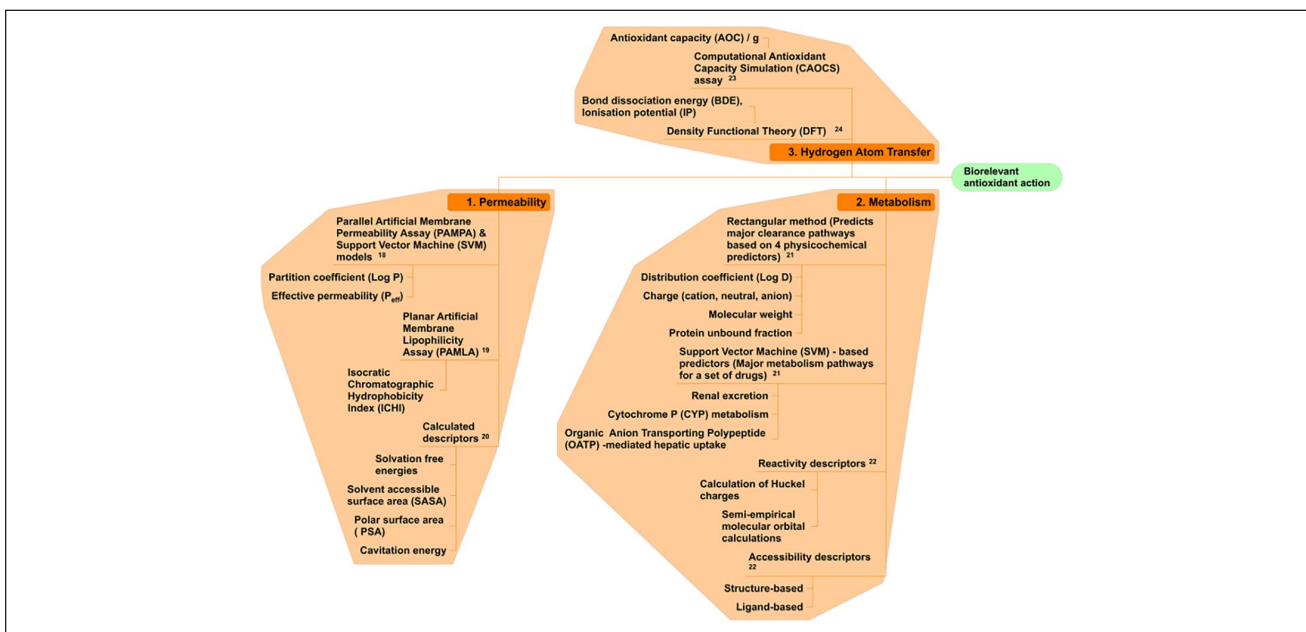 Antioxidant capacity (AOC) / g
Computational Antioxidant
Capacity Simulation (CAOCS)
assay 23
Bond dissociation energy (BDE),
Ionisation potential (IP)
Density Functional Theory (DFT) 24
3. Hydrogen Atom Transfer
Biorelevant
antioxidant action
1. Permeability
Parallel Artificial Membrane
Permeability Assay (PAMPA) &
Support Vector Machine (SVM)
models 18
Partition coefficient (Log P)
Effective permeability (Peff)
Planar Artificial
Membrane
Lipophilicity
Assay (PAMLA) 19
Isocratic
Chromatographic
Hydrophobicity
Index (ICHI)
Calculated
descriptors 20
Solvation free
energies
Solvent accessible
surface area (SASA)
Polar surface area
( PSA)
Cavitation energy
2. Metabolism
Rectangular method (Predicts
major clearance pathways
based on 4 physicochemical
predictors) 21
Distribution coefficient (Log D)
Charge (cation, neutral, anion)
Molecular weight
Protein unbound fraction
Support Vector Machine (SVM) - based
predictors (Major metabolism pathways
for a set of drugs) 21
Renal excretion
Cytochrome P (CYP) metabolism
Organic Anion Transporting Polypeptide
(OATP) -mediated hepatic uptake
Reactivity descriptors 22
Calculation of Huckel
charges
Semi-empirical
molecular orbital
calculations
Accessibility descriptors
22
Structure-based
Ligand-based